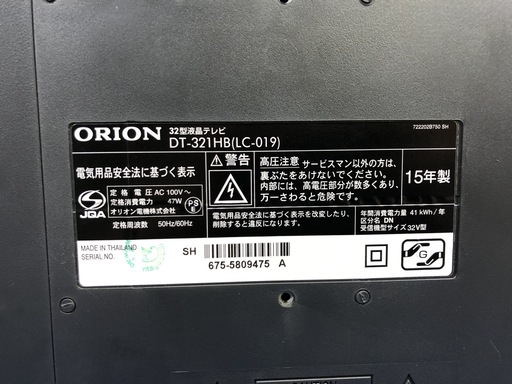 ORION
32型液晶テレビ
DT-321HB(LC-019)
722202B750 SH
電気用品安全法に基づく表示
JQA
定格電圧 AC 100V~
定格消費電力 47W
オリオン電機株式会社
定格周波数 50Hz/60Hz
PS
E
警告
高圧注意 サービスマン以外の方は、
裏ぶたをあけないでください。
内部には、高電圧部分が数多く
あり、万一さわると危険です。
電気用品安全法に基づく表示を改変したり、
削除すると違反になります。
15年製
年間消費電力量 41 kWh/年
区分名 DN
受信機型サイズ 32V型
MADE IN THAILAND
SERIAL NO.
SH
675-5809475 A
G